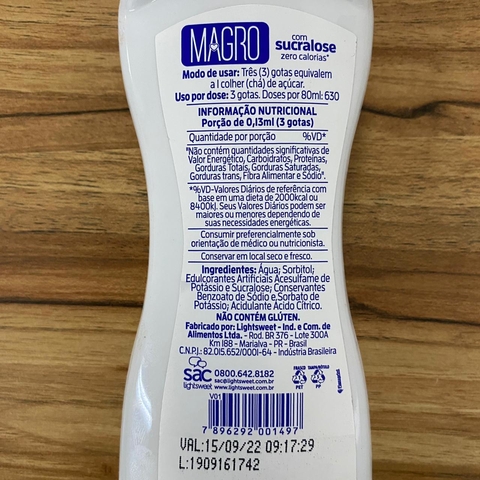 MAGRO
com
sucralose
zero calorias*
Modo de usar: Três (3) gotas equivalem
a 1 colher (chá) de açúcar.
Uso por dose: 3 gotas. Doses por 80ml: 630
INFORMAÇÃO NUTRICIONAL
Porção de 0,13ml (3 gotas)
Quantidade por porção %VD*
"Não contém quantidades significativas de
Valor Energético, Carboidratos, Proteínas,
Gorduras Totais, Gorduras Saturadas,
Gorduras trans, Fibra Alimentar e Sódio".
*%VD-Valores Diários de referência com
base em uma dieta de 2000kcal ou
8400kJ. Seus Valores Diários podem ser
maiores ou menores dependendo de
suas necessidades energéticas.
Consumir preferencialmente sob
orientação de médico ou nutricionista.
Conservar em local seco e fresco.
Ingredientes: Água; Sorbitol;
Edulcorantes Artificiais Acesulfame de
Potássio e Sucralose; Conservantes
Benzoato de Sódio e Sorbato de
Potássio; Acidulante Ácido Cítrico.
NÃO CONTÉM GLÚTEN.
Fabricado por: Lightsweet - Ind. e Com. de
Alimentos Ltda. - Rod. BR 376 - Lote 300A
Km 188 - Marialva - PR - Brasil
C.N.P.J.: 82.015.652/0001-64 - Indústria Brasileira
sac
lightsweet
0800.642.8182
sac@lightsweet.com.br
www.lightsweet.com.br
FRASCO
PET
PP
V01
7 896292 001497
VAL:15/09/22 09:17:29
L:1909161742